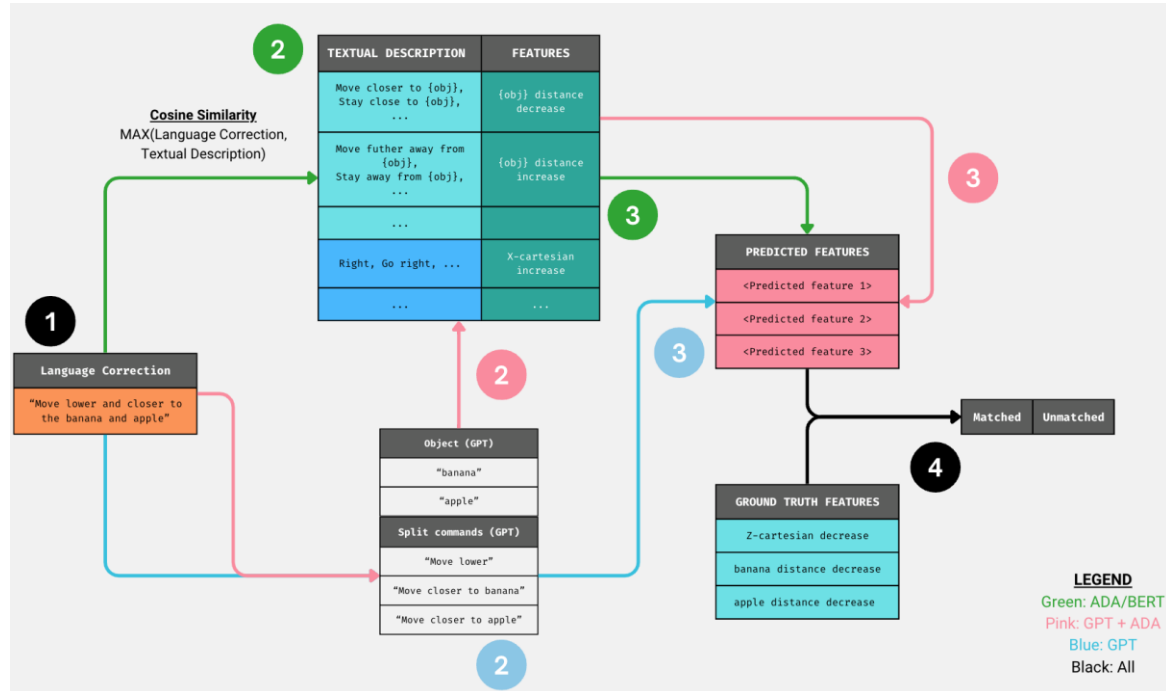 2
TEXTUAL DESCRIPTION
FEATURES
Move closer to {obj},
Stay close to {obj},
...
{obj} distance
decrease
Cosine Similarity
MAX(Language Correction,
Textual Description)
Move futher away from
{obj},
Stay away from {obj},
...
{obj} distance
increase
3
3
...
Right, Go right, ...
X-cartesian
increase
...
...
PREDICTED FEATURES
<Predicted feature 1>
<Predicted feature 2>
<Predicted feature 3>
1
3
Language Correction
“Move lower and closer to
the banana and apple”
2
Object (GPT)
“banana”
“apple”
Split commands (GPT)
“Move lower”
“Move closer to banana”
“Move closer to apple”
2
Matched
Unmatched
4
GROUND TRUTH FEATURES
Z-cartesian decrease
banana distance decrease
apple distance decrease
LEGEND
Green: ADA/BERT
Pink: GPT + ADA
Blue: GPT
Black: All